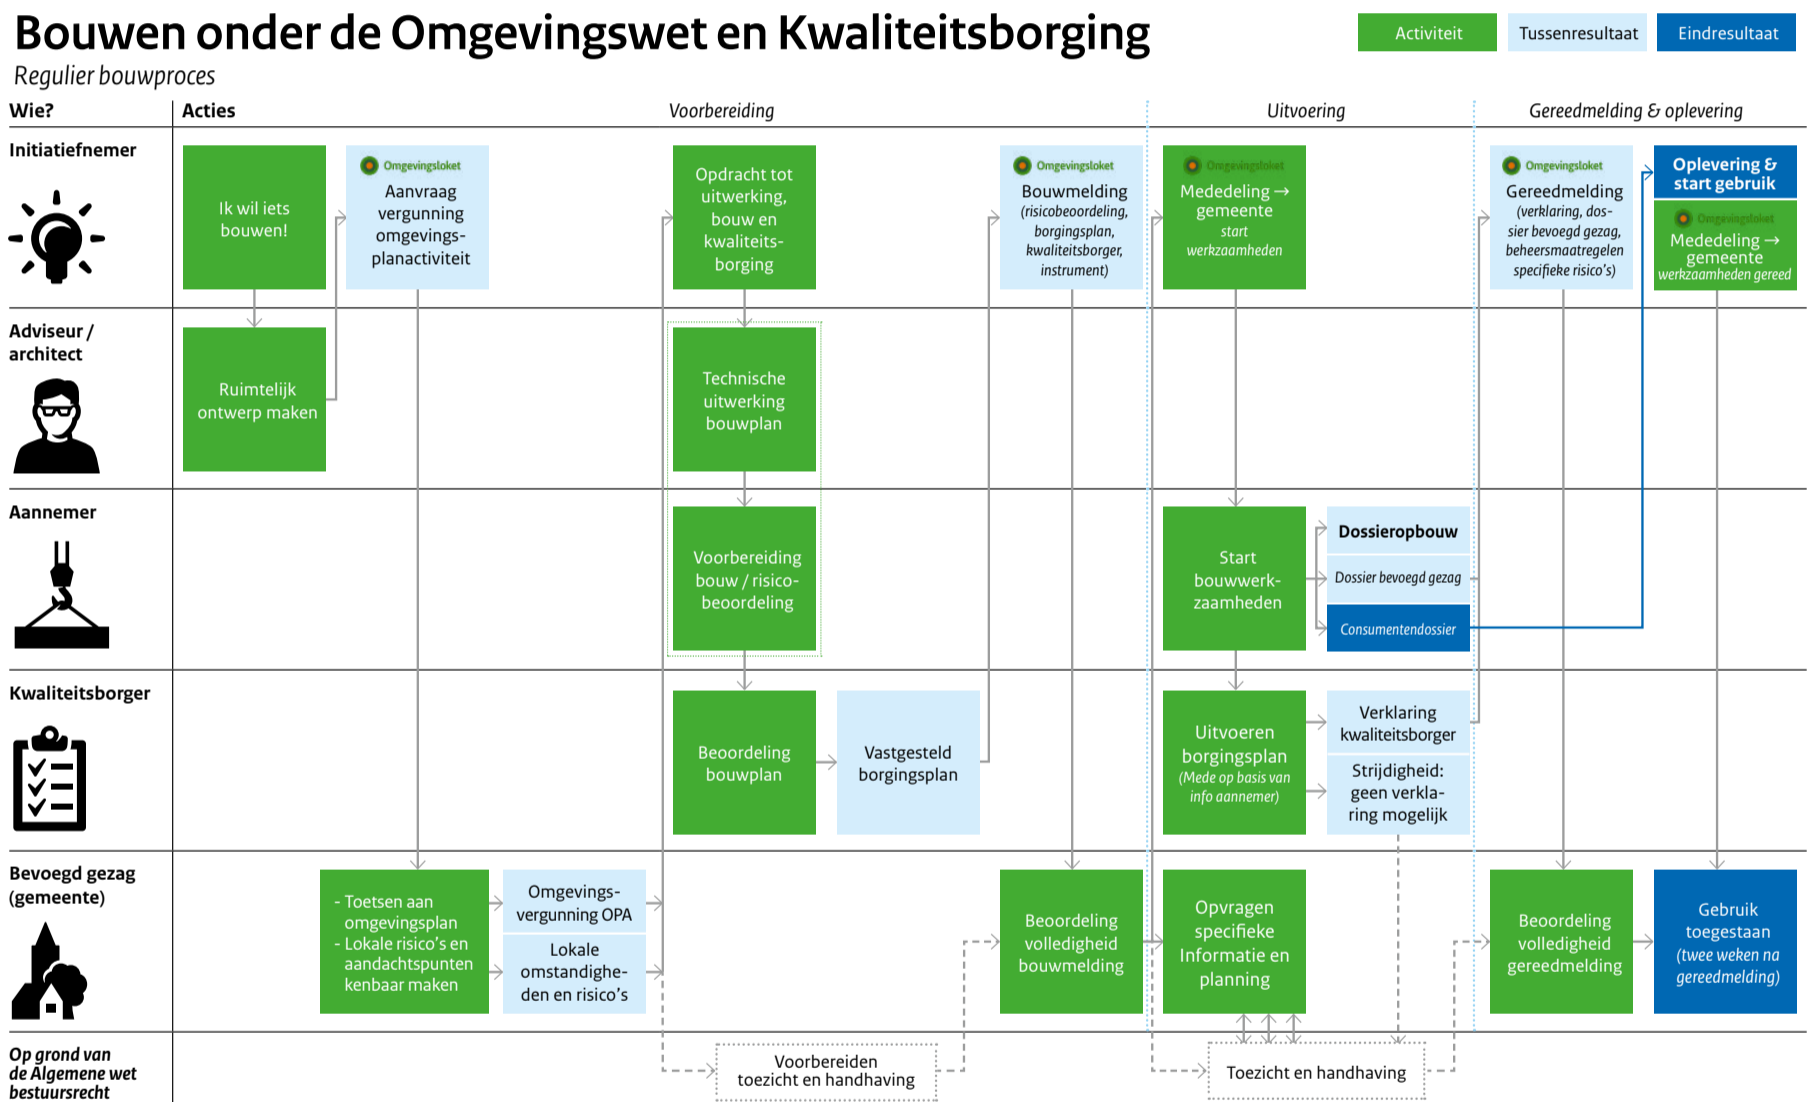 Bouwen onder de Omgevingswet en Kwaliteitsborging
Activiteit
Tussenresultaat
Eindresultaat
Regulier bouwproces
Wie?
Acties
Voorbereiding
Uitvoering
Gereedmelding & oplevering
Initiatiefnemer
Ik wil iets
bouwen!
Omgevingsloket
Aanvraag
vergunning
omgevings-
planactiviteit
Opdracht tot
uitwerking,
bouw en
kwaliteits-
borging
Omgevingsloket
Bouwmelding
(risicobeoordeling,
borgingsplan,
kwaliteitsborger,
instrument)
Omgevingsloket
Mededeling →
gemeente
start
werkzaamheden
Omgevingsloket
Gereedmelding
(verklaring, dos-
sier bevoegd gezag,
beheersmaatregelen
specifieke risico's)
Oplevering &
start gebruik
Omgevingsloket
Mededeling →
gemeente
werkzaamheden gereed
Adviseur /
architect
Ruimtelijk
ontwerp maken
Technische
uitwerking
bouwplan
Aannemer
Voorbereiding
bouw / risico-
beoordeling
Start
bouwwerk-
zaamheden
Dossieropbouw
Dossier bevoegd gezag
Consumentendossier
Kwaliteitsborger
Beoordeling
bouwplan
Vastgesteld
borgingsplan
Uitvoeren
borgingsplan
(Mede op basis van
info aannemer)
Verklaring
kwaliteitsborger
Strijdigheid:
geen verkla-
ring mogelijk
Bevoegd gezag
(gemeente)
- Toetsen aan
omgevingsplan
- Lokale risico's en
aandachtspunten
kenbaar maken
Omgevings-
vergunning OPA
Lokale
omstandighe-
den en risico's
Beoordeling
volledigheid
bouwmelding
Opvragen
specifieke
Informatie en
planning
Beoordeling
volledigheid
gereedmelding
Gebruik
toegestaan
(twee weken na
gereedmelding)
Op grond van
de Algemene wet
bestuursrecht
Voorbereiden
toezicht en handhaving
Toezicht en handhaving